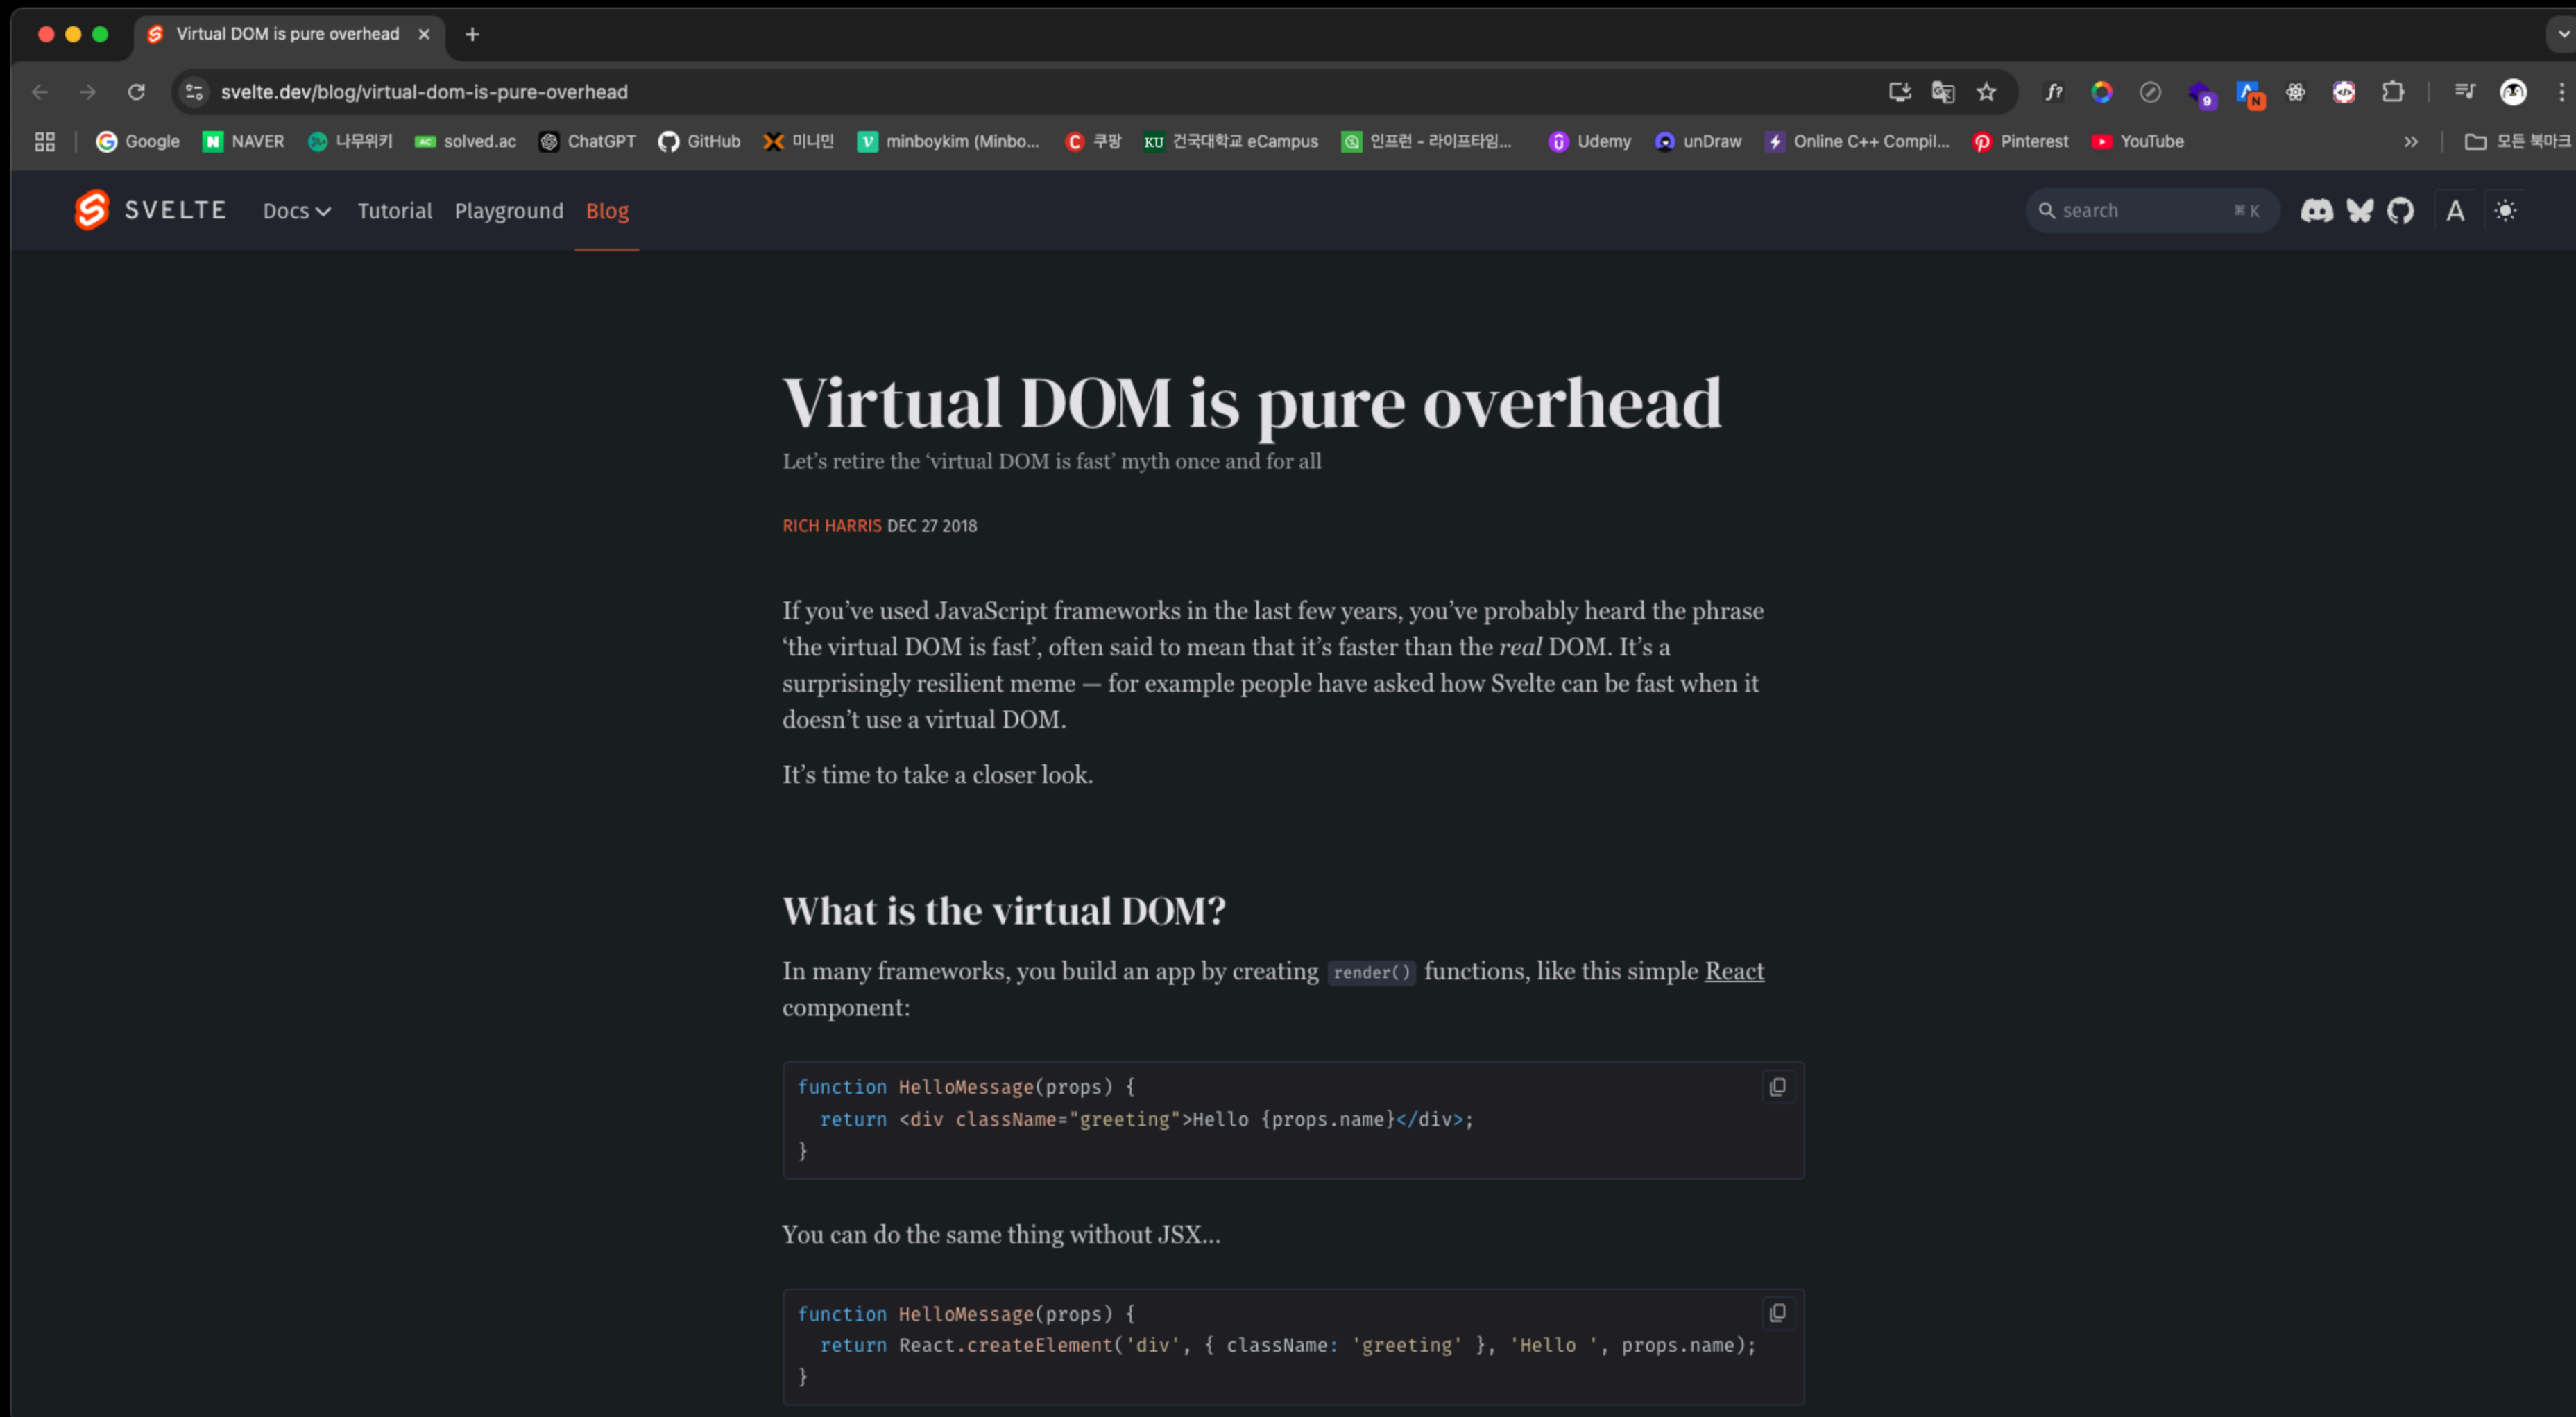 Virtual DOM is pure overhead
svelte.dev/blog/virtual-dom-is-pure-overhead
9
N
Google NAVER 나무위키 solved.ac ChatGPT GitHub 미니민 minboykim (Minbo... 쿠팡 KU 건국대학교 eCampus 인프런 - 라이프타임... Udemy unDraw Online C++ Compil... Pinterest YouTube 모든 북마크
SVELTE Docs Tutorial Playground Blog search ⌘ K A
Virtual DOM is pure overhead
Let’s retire the ‘virtual DOM is fast’ myth once and for all
RICH HARRIS DEC 27 2018
If you’ve used JavaScript frameworks in the last few years, you’ve probably heard the phrase
‘the virtual DOM is fast’, often said to mean that it’s faster than the real DOM. It’s a
surprisingly resilient meme — for example people have asked how Svelte can be fast when it
doesn’t use a virtual DOM.
It’s time to take a closer look.
What is the virtual DOM?
In many frameworks, you build an app by creating render() functions, like this simple React
component:
function HelloMessage(props) {
  return <div className="greeting">Hello {props.name}</div>;
}
You can do the same thing without JSX...
function HelloMessage(props) {
  return React.createElement('div', { className: 'greeting' }, 'Hello ', props.name);
}